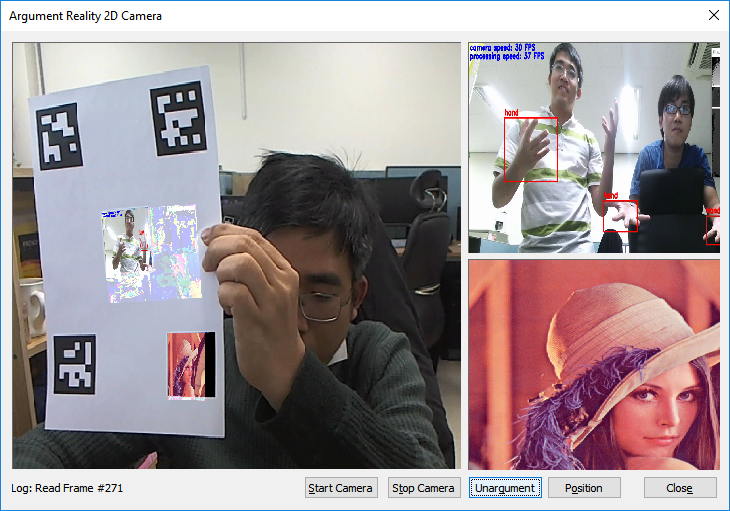 Argument Reality 2D Camera
camera speed: 30 FPS
processing speed: 37 FPS
hand
hand
hand
Log: Read Frame #271
Start Camera
Stop Camera
Unargument
Position
Close